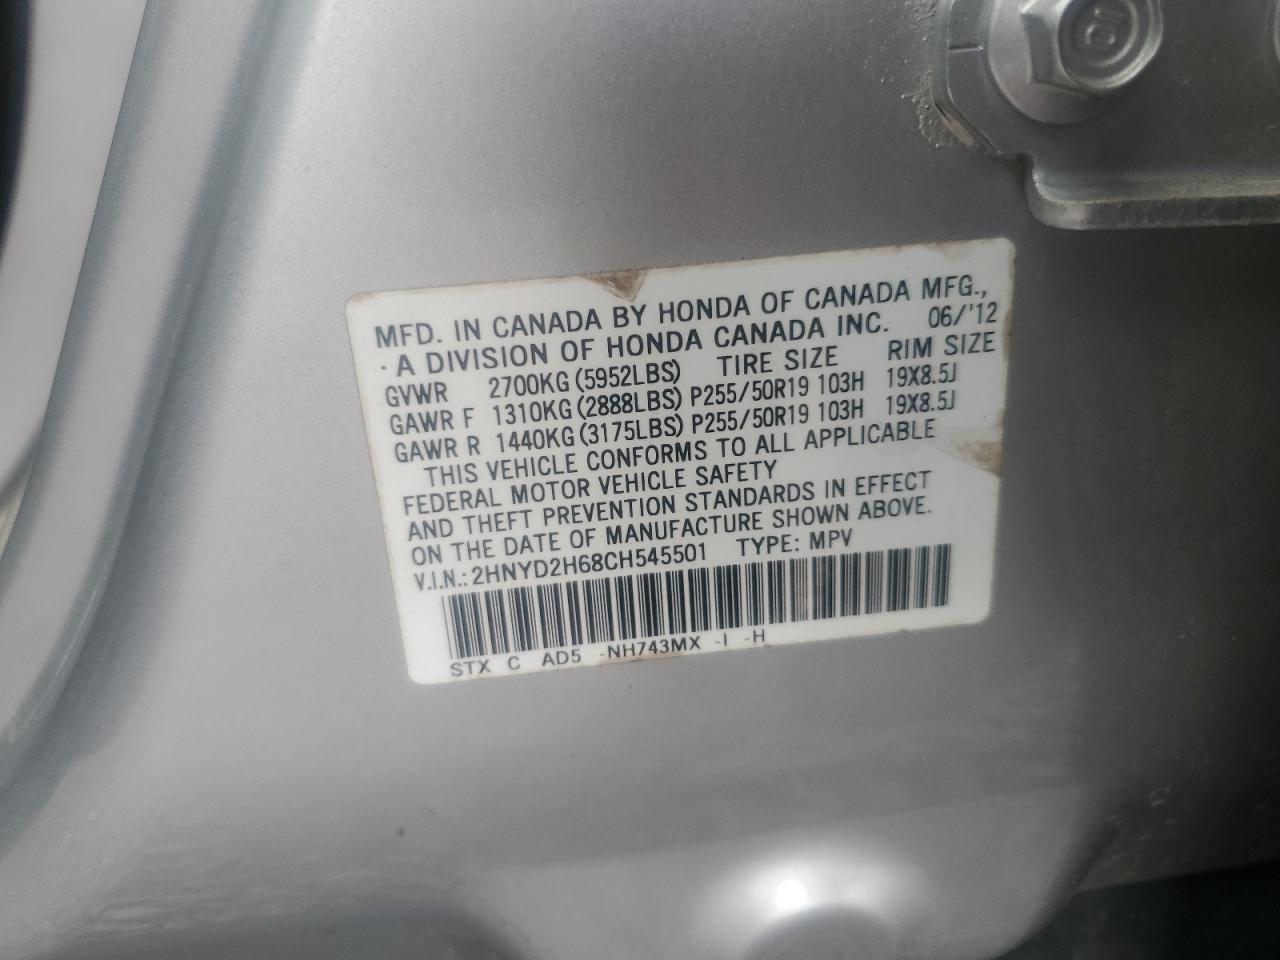 MFD. IN CANADA BY HONDA OF CANADA MFG.,
· A DIVISION OF HONDA CANADA INC. 06/'12
GVWR 2700KG (5952LBS) TIRE SIZE RIM SIZE
GAWR F 1310KG (2888LBS) P255/50R19 103H 19X8.5J
GAWR R 1440KG (3175LBS) P255/50R19 103H 19X8.5J
THIS VEHICLE CONFORMS TO ALL APPLICABLE
FEDERAL MOTOR VEHICLE SAFETY
AND THEFT PREVENTION STANDARDS IN EFFECT
ON THE DATE OF MANUFACTURE SHOWN ABOVE.
V.I.N.: 2HNYD2H68CH545501 TYPE: MPV
STX C AD5 -NH743MX -I -H